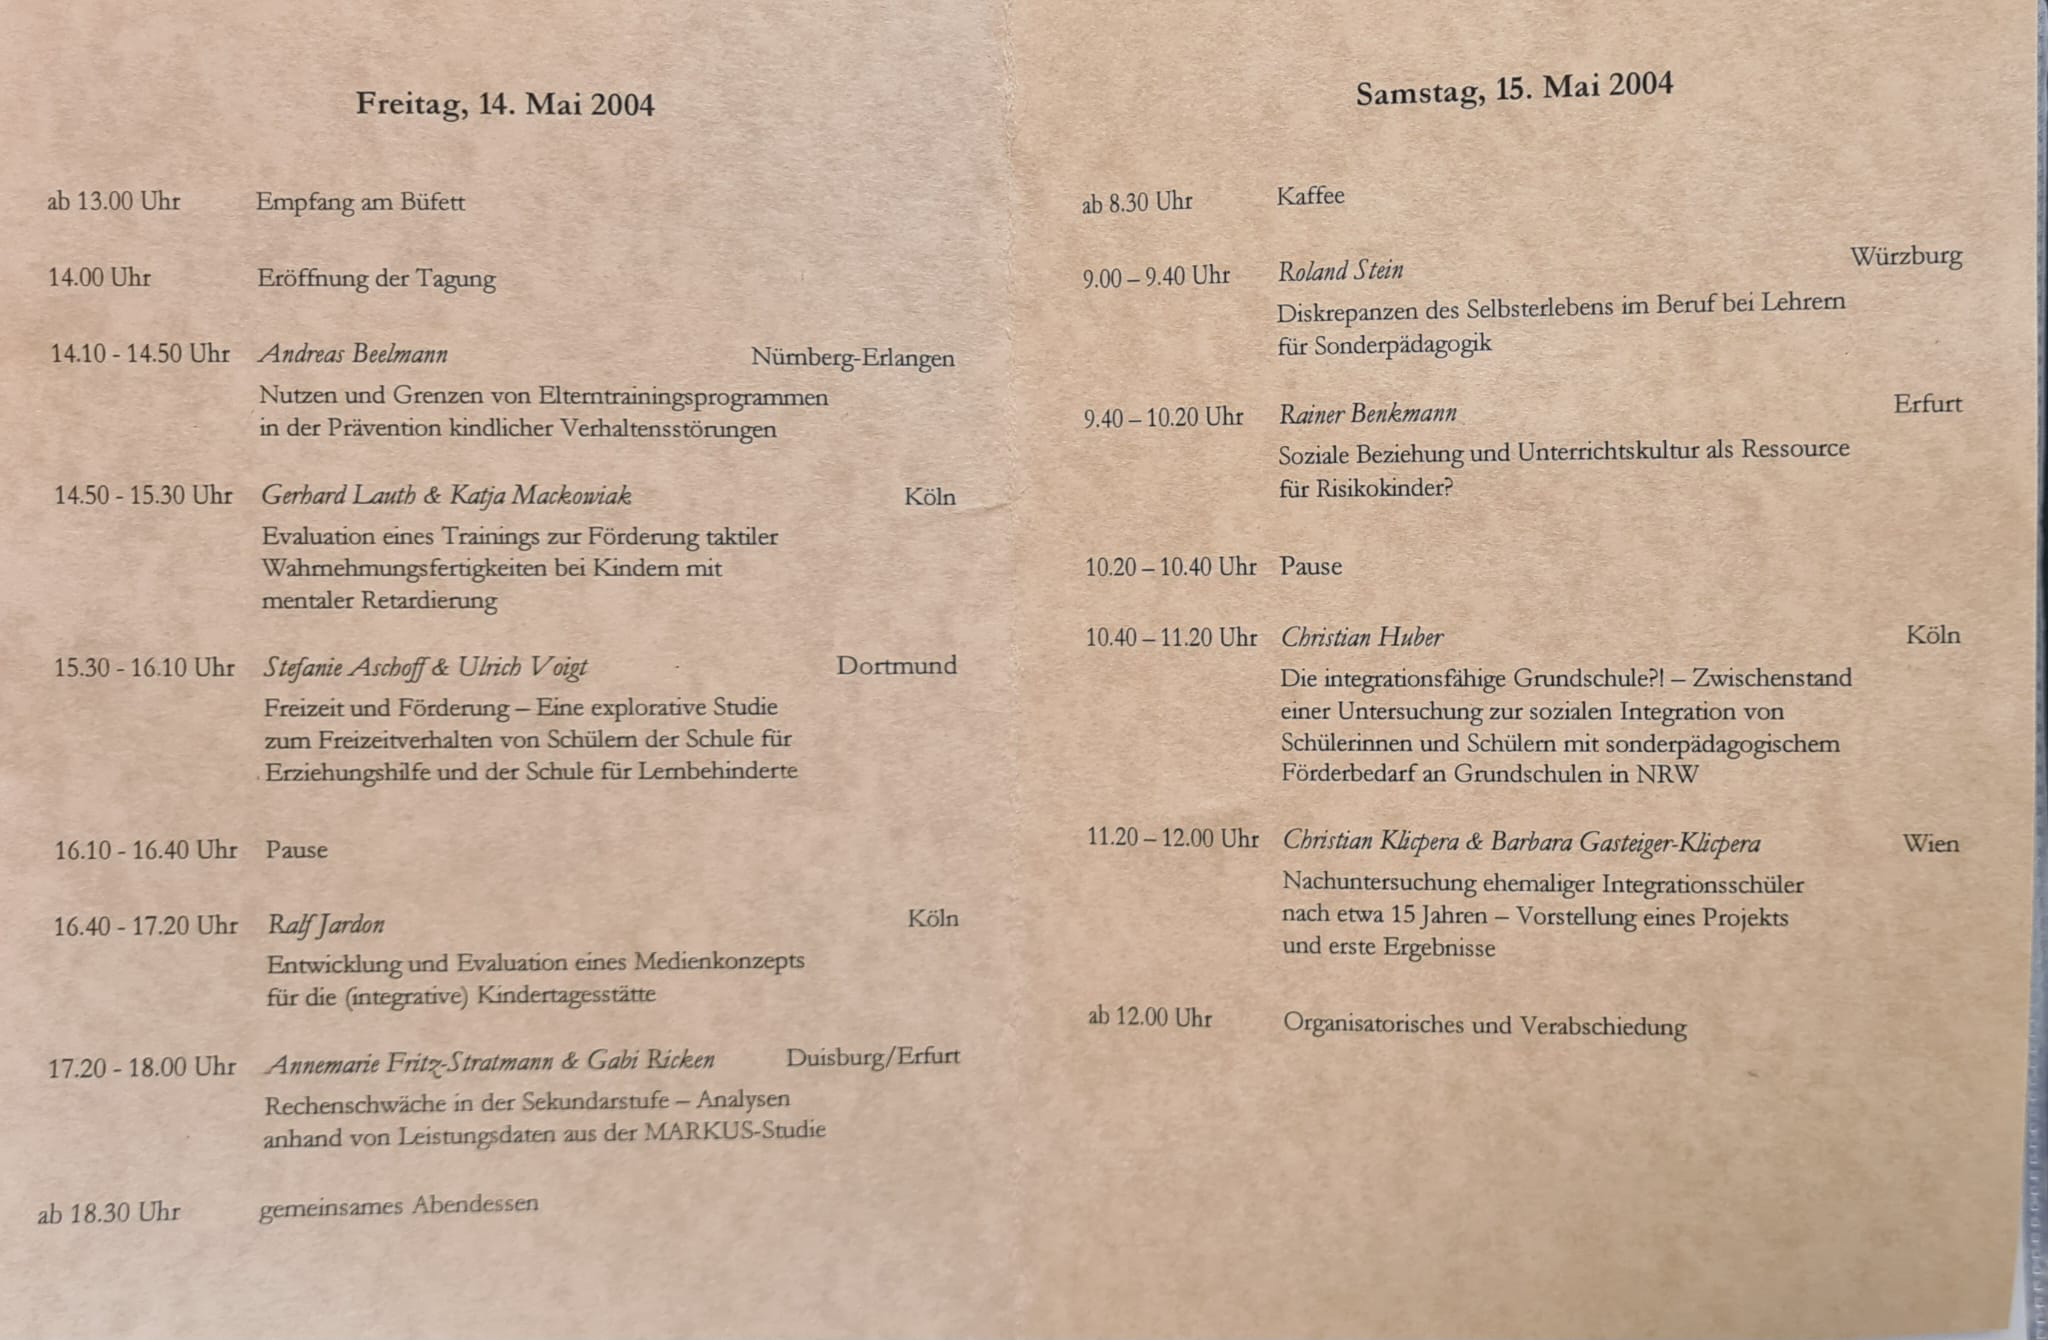 Freitag, 14. Mai 2004
ab 13.00 Uhr Empfang am Büfett
14.00 Uhr Eröffnung der Tagung
14.10 - 14.50 Uhr Andreas Beelmann Nürnberg-Erlangen
Nutzen und Grenzen von Elterntrainingsprogrammen
in der Prävention kindlicher Verhaltensstörungen
14.50 - 15.30 Uhr Gerhard Lauth & Katja Mackowiak Köln
Evaluation eines Trainings zur Förderung taktiler
Wahrnehmungsfertigkeiten bei Kindern mit
mentaler Retardierung
15.30 - 16.10 Uhr Stefanie Aschoff & Ulrich Voigt Dortmund
Freizeit und Förderung – Eine explorative Studie
zum Freizeitverhalten von Schülern der Schule für
Erziehungshilfe und der Schule für Lernbehinderte
16.10 - 16.40 Uhr Pause
16.40 - 17.20 Uhr Ralf Jardon Köln
Entwicklung und Evaluation eines Medienkonzepts
für die (integrative) Kindertagesstätte
17.20 - 18.00 Uhr Annemarie Fritz-Stratmann & Gabi Ricken Duisburg/Erfurt
Rechenschwäche in der Sekundarstufe – Analysen
anhand von Leistungsdaten aus der MARKUS-Studie
ab 18.30 Uhr gemeinsames Abendessen
Samstag, 15. Mai 2004
ab 8.30 Uhr Kaffee
9.00 – 9.40 Uhr Roland Stein Würzburg
Diskrepanzen des Selbsterlebens im Beruf bei Lehrern
für Sonderpädagogik
9.40 – 10.20 Uhr Rainer Benkmann Erfurt
Soziale Beziehung und Unterrichtskultur als Ressource
für Risikokinder?
10.20 – 10.40 Uhr Pause
10.40 – 11.20 Uhr Christian Huber Köln
Die integrationsfähige Grundschule?! – Zwischenstand
einer Untersuchung zur sozialen Integration von
Schülerinnen und Schülern mit sonderpädagogischem
Förderbedarf an Grundschulen in NRW
11.20 – 12.00 Uhr Christian Klicpera & Barbara Gasteiger-Klicpera Wien
Nachuntersuchung ehemaliger Integrationsschüler
nach etwa 15 Jahren – Vorstellung eines Projekts
und erste Ergebnisse
ab 12.00 Uhr Organisatorisches und Verabschiedung